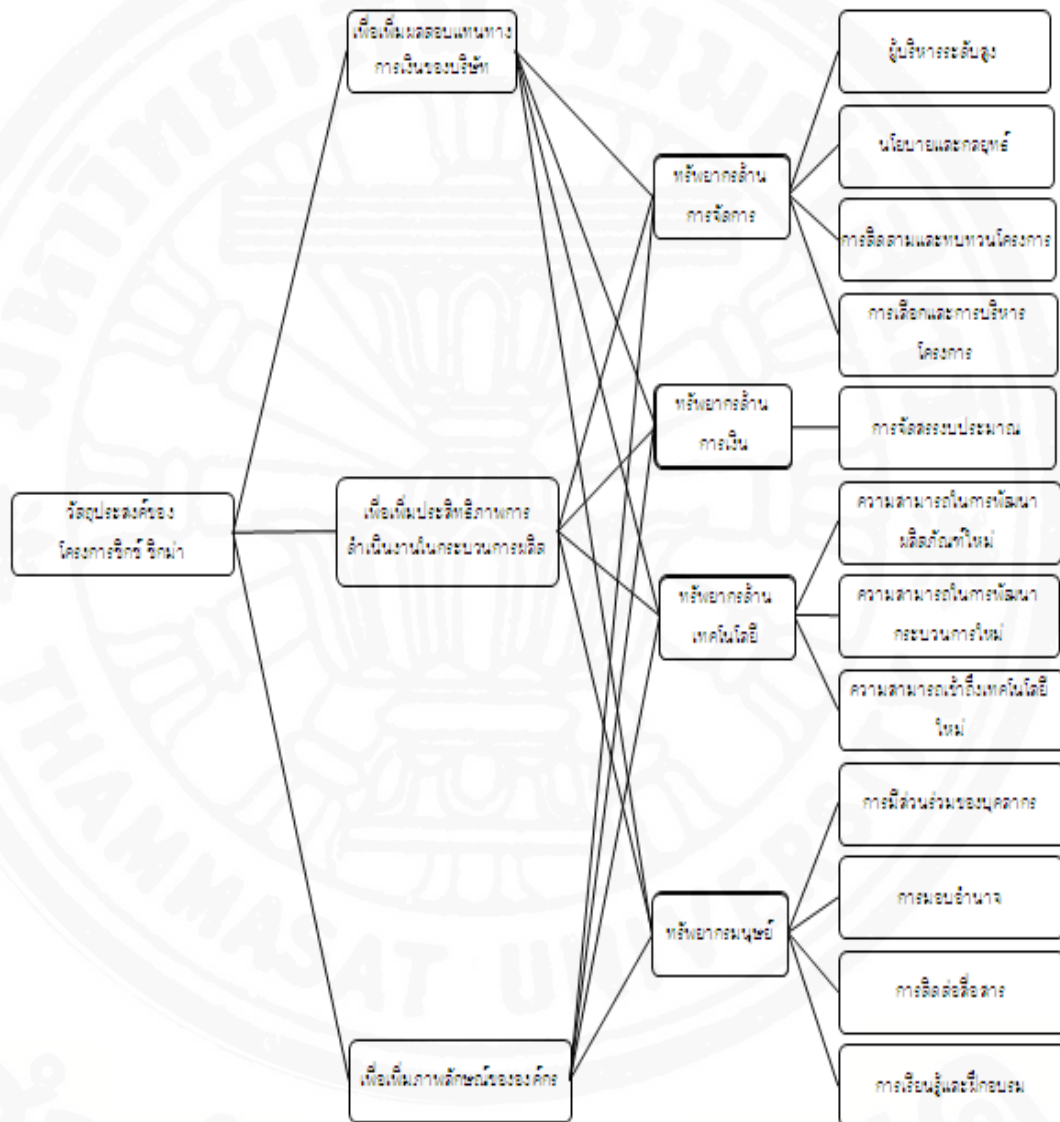 เพื่อเพิ่มผลตอบแทนทาง
การเงินของบริษัท
ผู้บริหารระดับสูง
นโยบายและกลยุทธ์
ทรัพยากรด้าน
การจัดการ
การติดตามและทบทวนโครงการ
การเลือกและการบริหาร
โครงการ
ทรัพยากรด้าน
การเงิน
การจัดสรรงบประมาณ
วัตถุประสงค์ของ
โครงการซิกซ์ ซิกม่า
เพื่อเพิ่มประสิทธิภาพการ
ดำเนินงานในกระบวนการผลิต
ความสามารถในการพัฒนา
ผลิตภัณฑ์ใหม่
ทรัพยากรด้าน
เทคโนโลยี
ความสามารถในการพัฒนา
กระบวนการใหม่
ความสามารถเข้าถึงเทคโนโลยี
ใหม่
การมีส่วนร่วมของบุคลากร
การมอบอำนาจ
ทรัพยากรมนุษย์
การติดต่อสื่อสาร
เพื่อเพิ่มภาพลักษณ์ขององค์กร
การเรียนรู้และฝึกอบรม
THAMMASAT UNIVERSITY